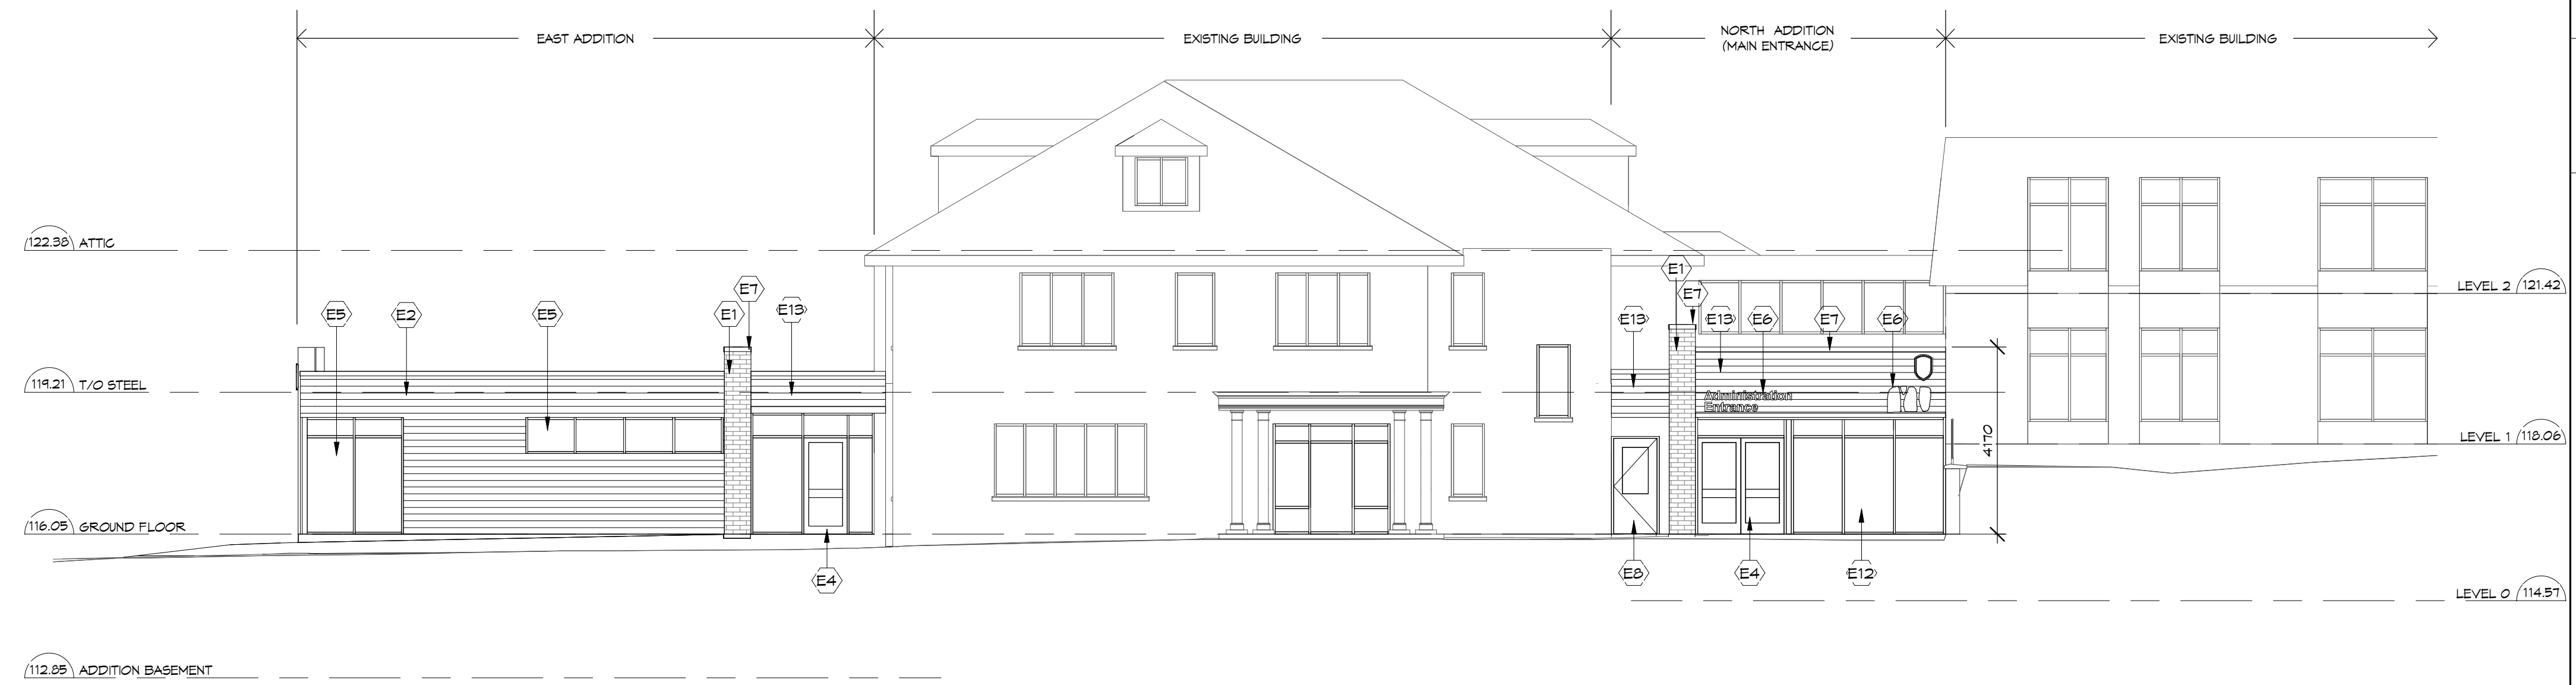 EAST ADDITION
EXISTING BUILDING
NORTH ADDITION
(MAIN ENTRANCE)
EXISTING BUILDING
122.38 ATTIC
E1
E7
E7
LEVEL 2 121.42
E5
E2
E5
E1
E13
E13
E13
E6
E7
E6
119.21 T/O STEEL
Administration
Entrance
4170
LEVEL 1 118.06
116.05 GROUND FLOOR
E4
E8
E4
E12
LEVEL 0 114.57
112.85 ADDITION BASEMENT